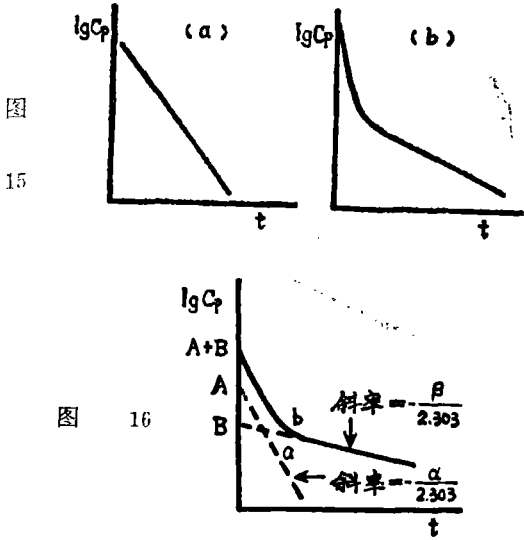 lgCp (a)
lgCp (b)
图
15
t
t
lgCp
A+B
A
B
b
a
斜率=-β/2.303
斜率=-α/2.303
图 16
t